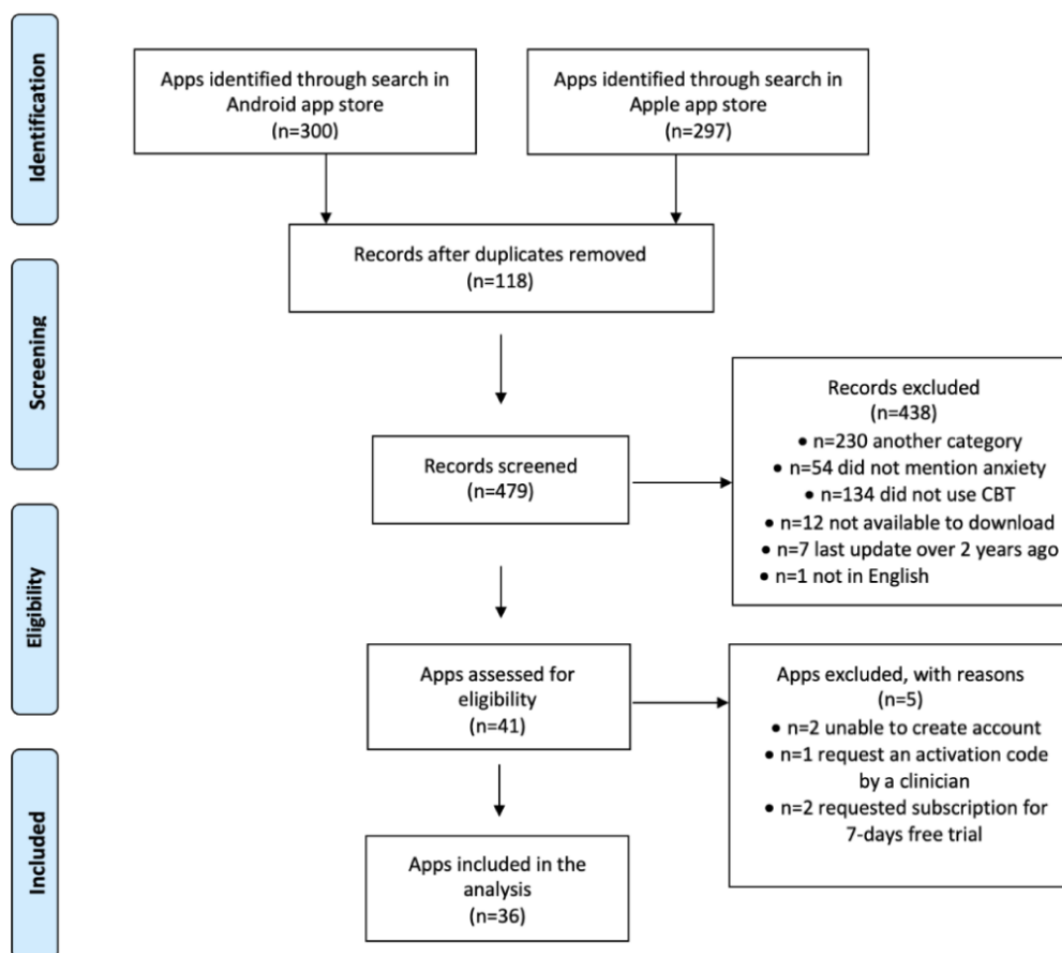 Identification
Apps identified through search in
Android app store
(n=300)
Apps identified through search in
Apple app store
(n=297)
Records after duplicates removed
(n=118)
Screening
Records screened
(n=479)
Records excluded
(n=438)
• n=230 another category
• n=54 did not mention anxiety
• n=134 did not use CBT
• n=12 not available to download
• n=7 last update over 2 years ago
• n=1 not in English
Eligibility
Apps assessed for
eligibility
(n=41)
Apps excluded, with reasons
(n=5)
• n=2 unable to create account
• n=1 request an activation code
by a clinician
• n=2 requested subscription for
7-days free trial
Included
Apps included in the
analysis
(n=36)